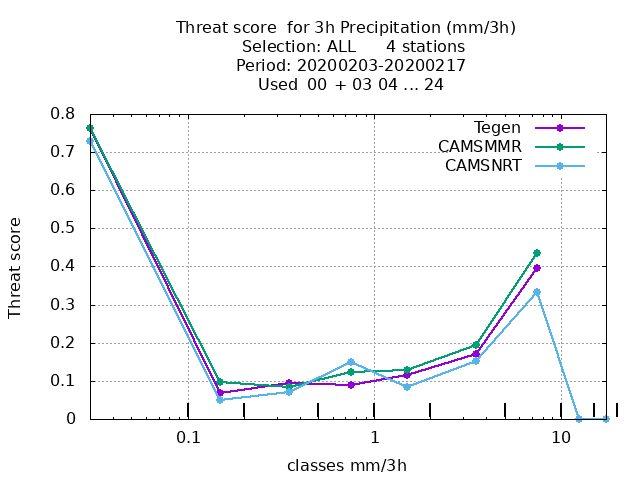 Threat score  for 3h Precipitation (mm/3h)
Selection: ALL      4 stations
Period: 20200203-20200217
Used  00  + 03 04 ... 24
Tegen
CAMSMMR
CAMSNRT
0.8
0.7
0.6
0.5
0.4
0.3
0.2
0.1
0
Threat score
0.1
1
10
classes mm/3h